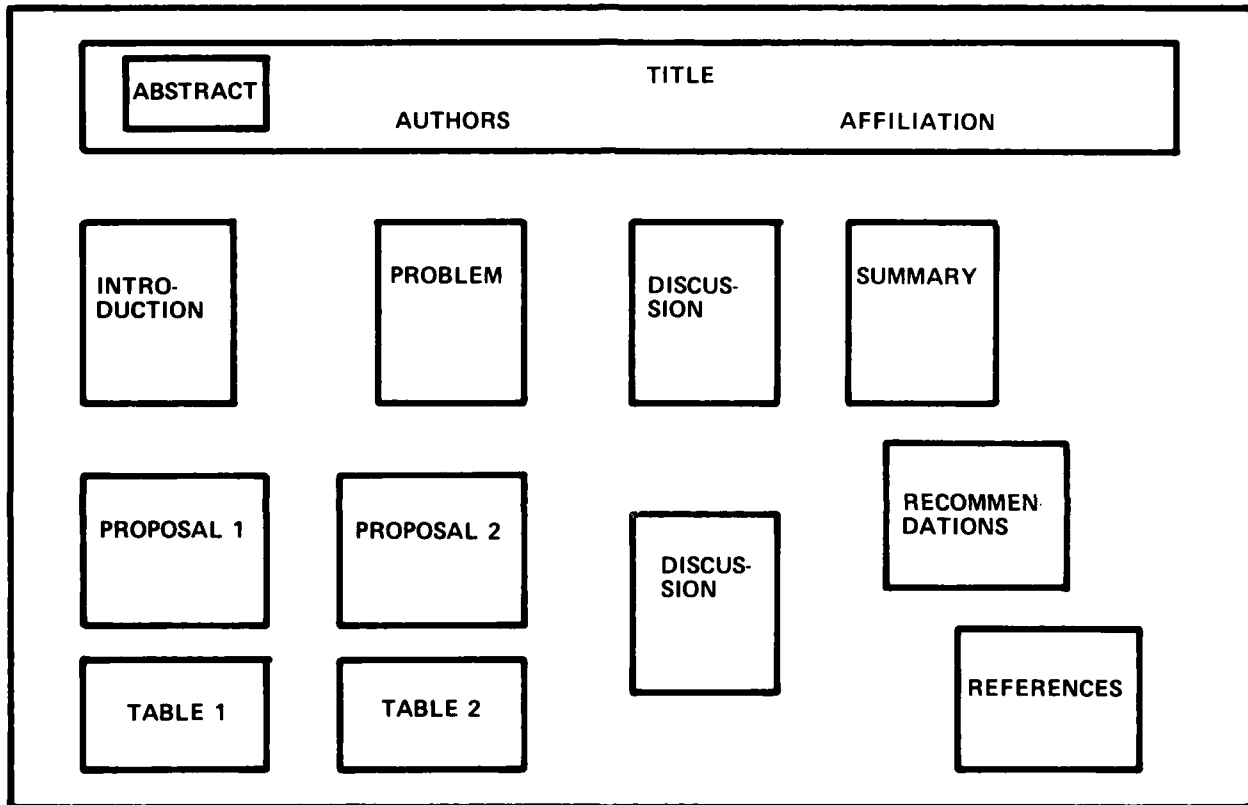 TITLE
ABSTRACT
AUTHORS
AFFILIATION
INTRO-
DUCTION
PROBLEM
DISCUS-
SION
SUMMARY
PROPOSAL 1
PROPOSAL 2
DISCUS-
SION
RECOMMEN-
DATIONS
TABLE 1
TABLE 2
REFERENCES